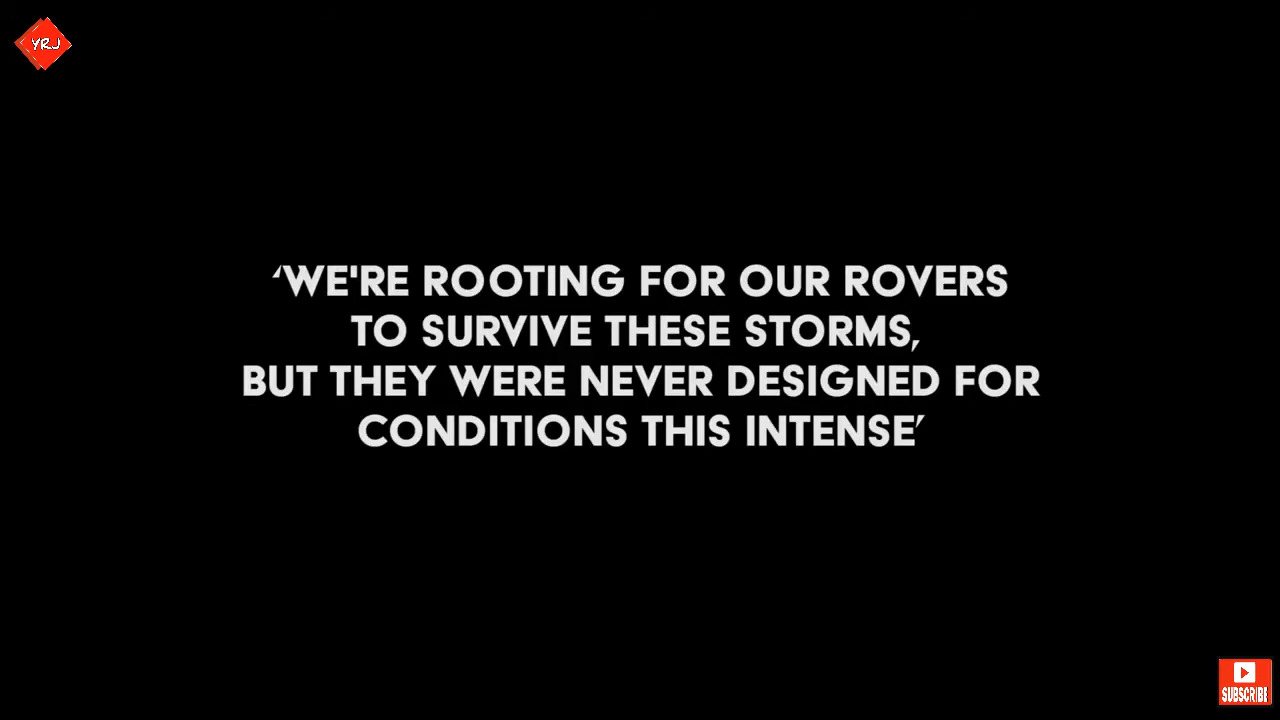 YRJ
‘WE'RE ROOTING FOR OUR ROVERS
TO SURVIVE THESE STORMS,
BUT THEY WERE NEVER DESIGNED FOR
CONDITIONS THIS INTENSE’
SUBSCRIBE